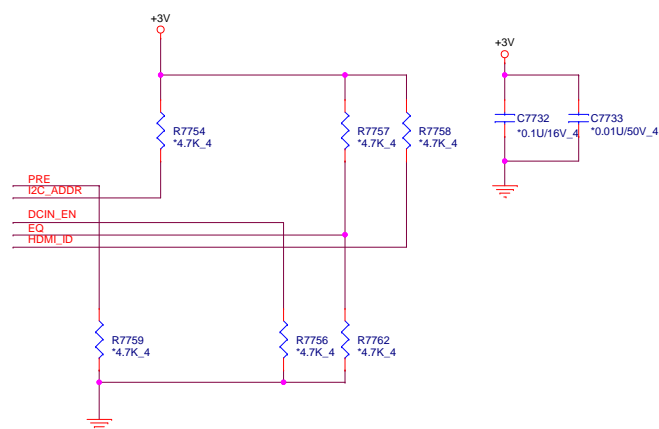 +3V
+3V
R7754
*4.7K_4
R7757
*4.7K_4
R7758
*4.7K_4
C7732
*0.1U/16V_4
C7733
*0.01U/50V_4
PRE
I2C_ADDR
DCIN_EN
EQ
HDMI_ID
R7759
*4.7K_4
R7756
*4.7K_4
R7762
*4.7K_4